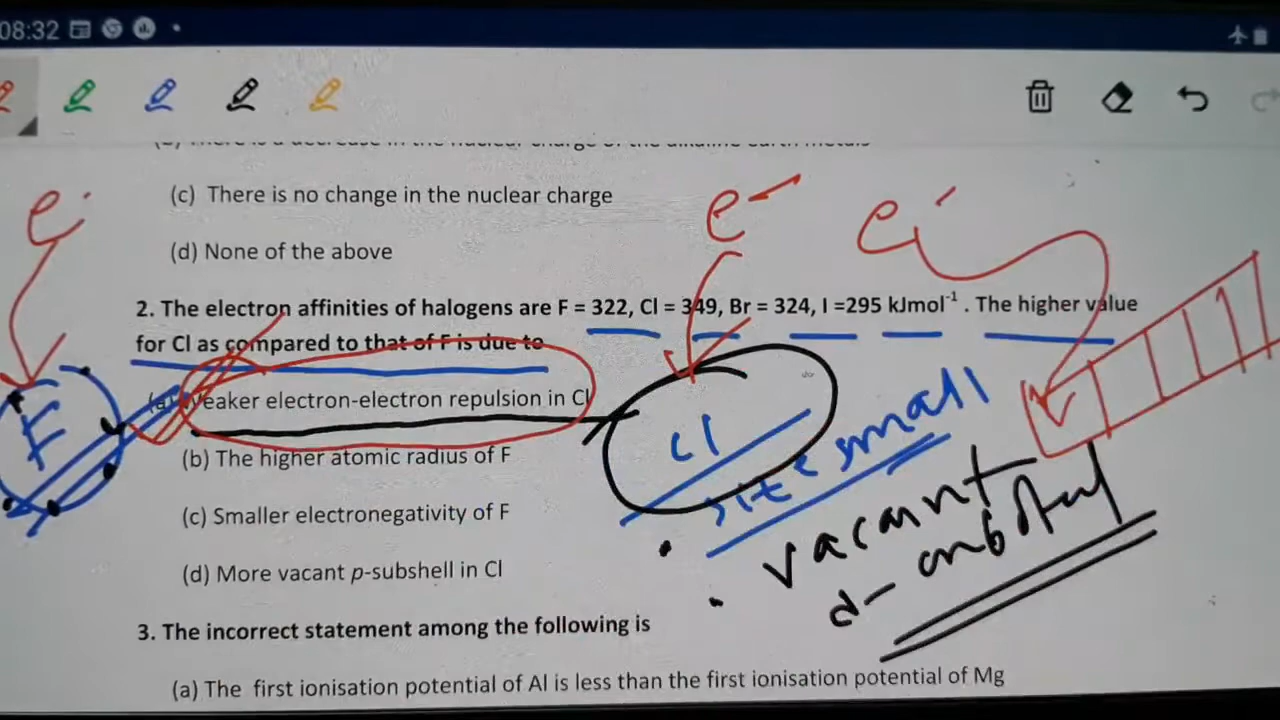 08:32
(c) There is no change in the nuclear charge
(d) None of the above
e-
e-
e-
2. The electron affinities of halogens are F = 322, Cl = 349, Br = 324, I =295 kJmol-1 . The higher value
for Cl as compared to that of F is due to
(a) Weaker electron-electron repulsion in Cl
F
Cl
size small
(b) The higher atomic radius of F
(c) Smaller electronegativity of F
vacant
d-orbital
(d) More vacant p-subshell in Cl
3. The incorrect statement among the following is
(a) The first ionisation potential of Al is less than the first ionisation potential of Mg